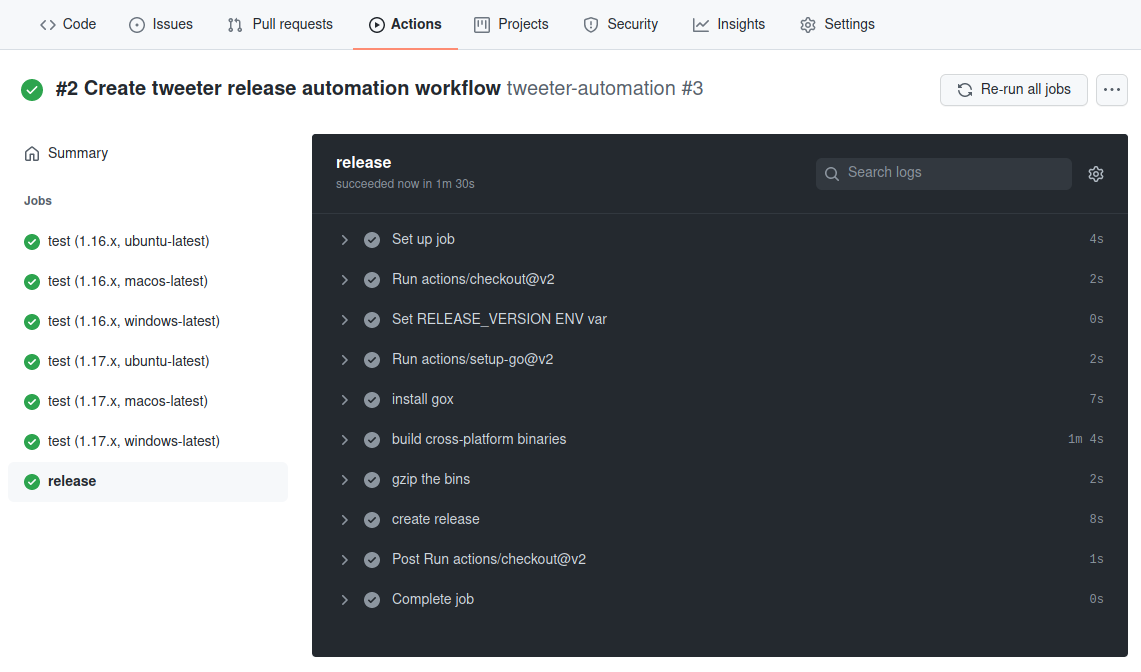 Code Issues Pull requests Actions Projects Security Insights Settings
#2 Create tweeter release automation workflow tweeter-automation #3
Re-run all jobs
Summary
Jobs
test (1.16.x, ubuntu-latest)
test (1.16.x, macos-latest)
test (1.16.x, windows-latest)
test (1.17.x, ubuntu-latest)
test (1.17.x, macos-latest)
test (1.17.x, windows-latest)
release
release
succeeded now in 1m 30s
Search logs
Set up job 4s
Run actions/checkout@v2 2s
Set RELEASE_VERSION ENV var 0s
Run actions/setup-go@v2 2s
install gox 7s
build cross-platform binaries 1m 4s
gzip the bins 2s
create release 8s
Post Run actions/checkout@v2 1s
Complete job 0s